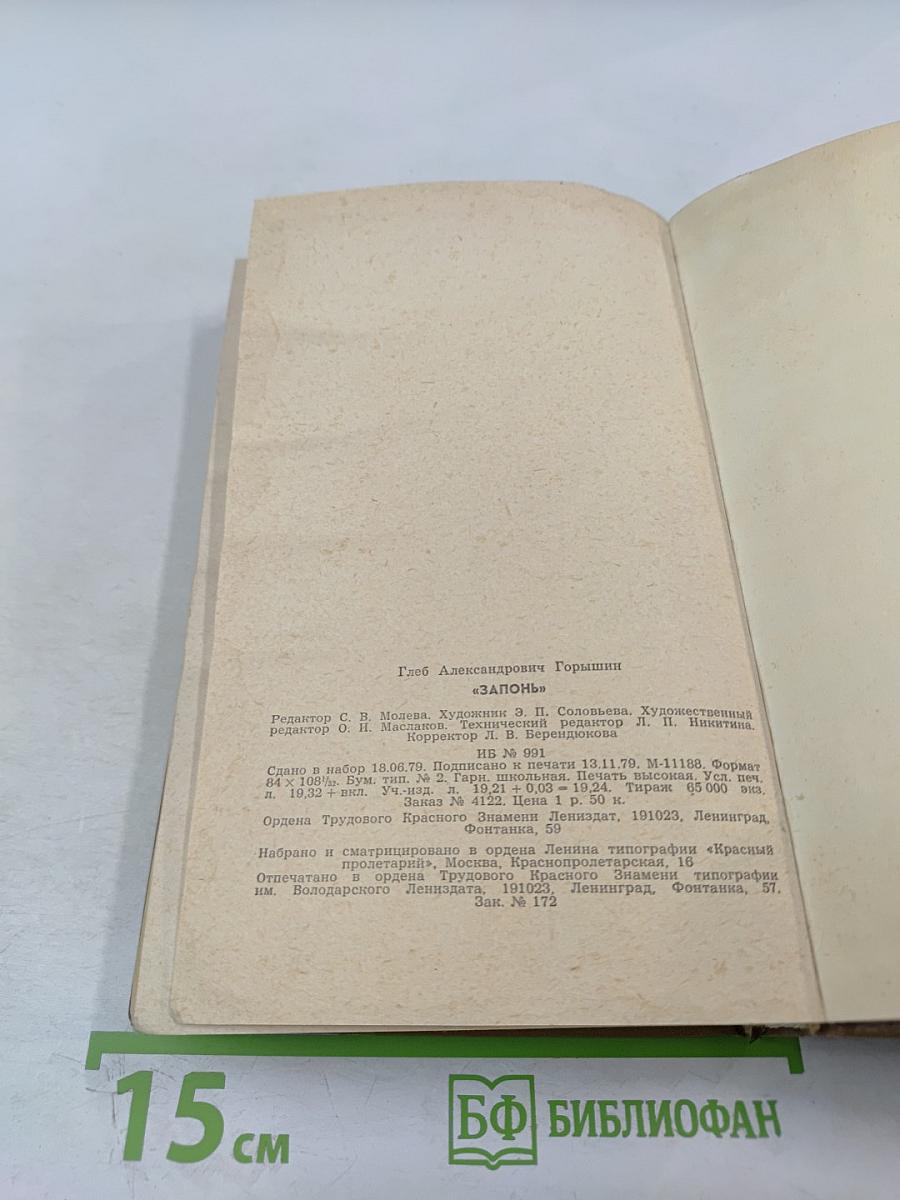 Глеб Александрович Горышин
«ЗАПОНЬ»
Редактор С. В. Молева. Художник Э. П. Соловьева. Художественный
редактор О. И. Маслаков. Технический редактор Л. П. Никитина.
Корректор Л. В. Берендюкова
ИБ № 991
Сдано в набор 18.06.79. Подписано к печати 13.11.79. М-11188. Формат
84 × 108¹/₃₂. Бум. тип. № 2. Гарн. школьная. Печать высокая. Усл. печ.
л. 19,32 + вкл. Уч.-изд. л. 19,21 + 0,03 = 19,24. Тираж 65 000 экз.
Заказ № 4122. Цена 1 р. 50 к.
Ордена Трудового Красного Знамени Лениздат, 191023, Ленинград,
Фонтанка, 59
Набрано и сматрицировано в ордена Ленина типографии «Красный
пролетарий», Москва, Краснопролетарская, 16
Отпечатано в ордена Трудового Красного Знамени типографии
им. Володарского Лениздата, 191023, Ленинград, Фонтанка, 57.
Зак. № 172
15 см
БФ БИБЛИОФАН